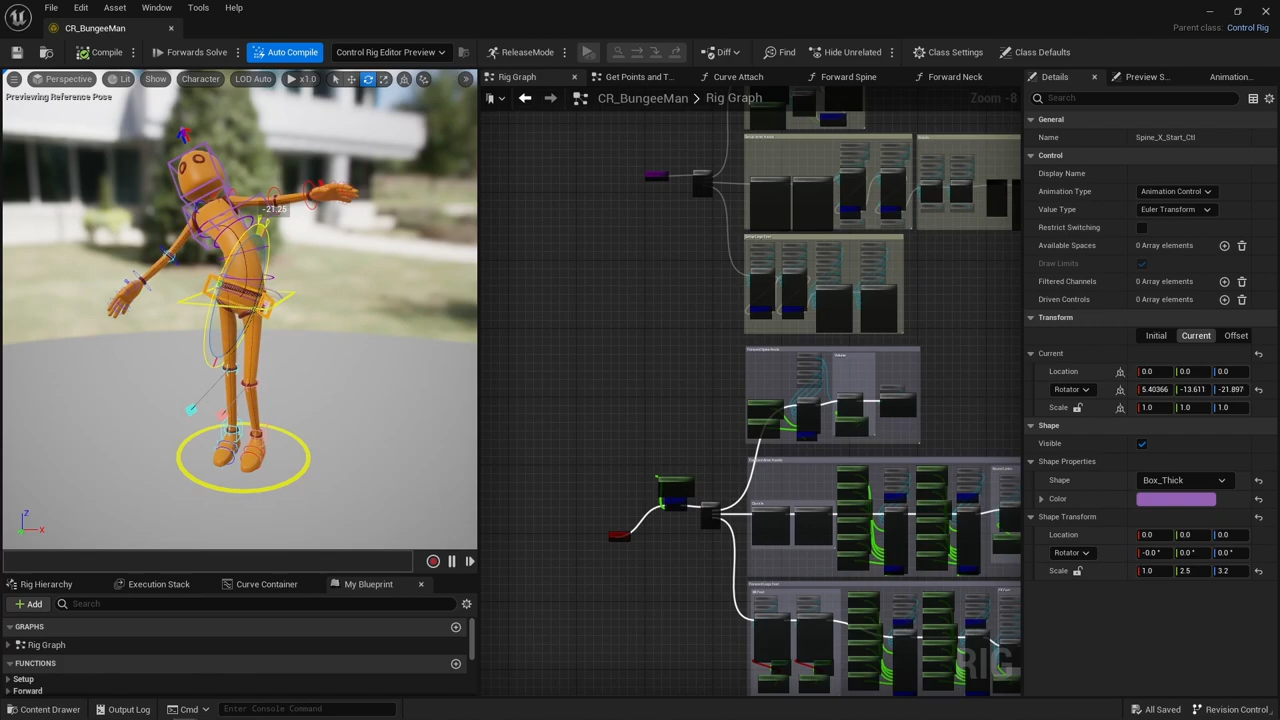 File Edit Asset Window Tools Help
CR_BungeeMan
Parent class: Control Rig
Compile Forwards Solve Auto Compile Control Rig Editor Preview ReleaseMode Diff Find Hide Unrelated Class Settings Class Defaults
Perspective Lit Show Character LOD Auto x1.0
Previewing Reference Pose
-21.25
Z
X
Rig Graph Get Points and T... Curve Attach Forward Spine Forward Neck
CR_BungeeMan > Rig Graph Zoom -8
RIG
Rig Hierarchy Execution Stack Curve Container My Blueprint
Add Search
GRAPHS
Rig Graph
FUNCTIONS
Setup
Forward
Details Preview S... Animation...
Search
General
Name Spine_X_Start_Ctl
Control
Display Name
Animation Type Animation Control
Value Type Euler Transform
Restrict Switching
Available Spaces 0 Array elements
Draw Limits
Filtered Channels 0 Array elements
Driven Controls 0 Array elements
Transform
Initial Current Offset
Current
Location 0.0 0.0 0.0
Rotator 5.40366 -13.611 -21.897
Scale 1.0 1.0 1.0
Shape
Visible
Shape Properties
Shape Box_Thick
Color
Shape Transform
Location 0.0 0.0 0.0
Rotator -0.0° 0.0° 0.0°
Scale 1.0 2.5 3.2
Content Drawer Output Log Cmd Enter Console Command All Saved Revision Control